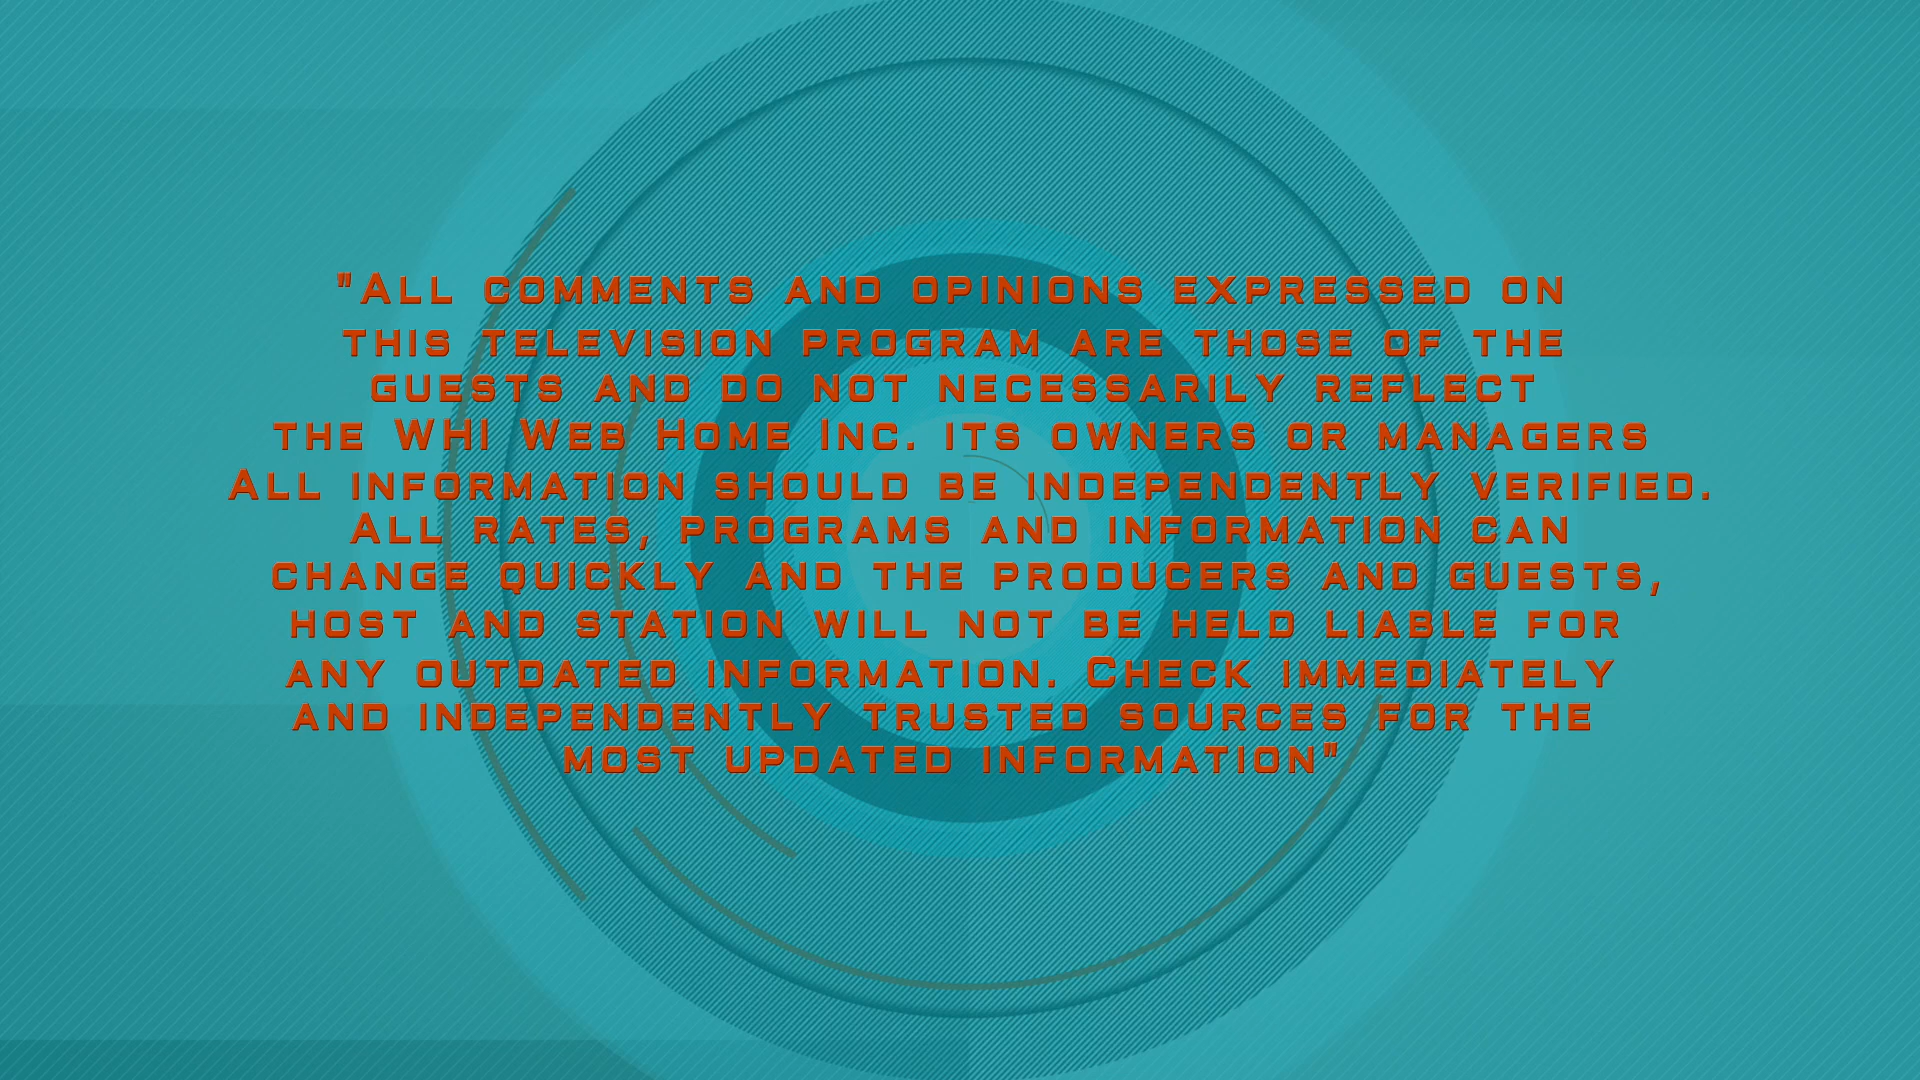 "All comments and opinions expressed on
this television program are those of the
guests and do not necessarily reflect
the WHI Web Home Inc. its owners or managers
All information should be independently verified.
All rates, programs and information can
change quickly and the producers and guests,
host and station will not be held liable for
any outdated information. Check immediately
and independently trusted sources for the
most updated information"